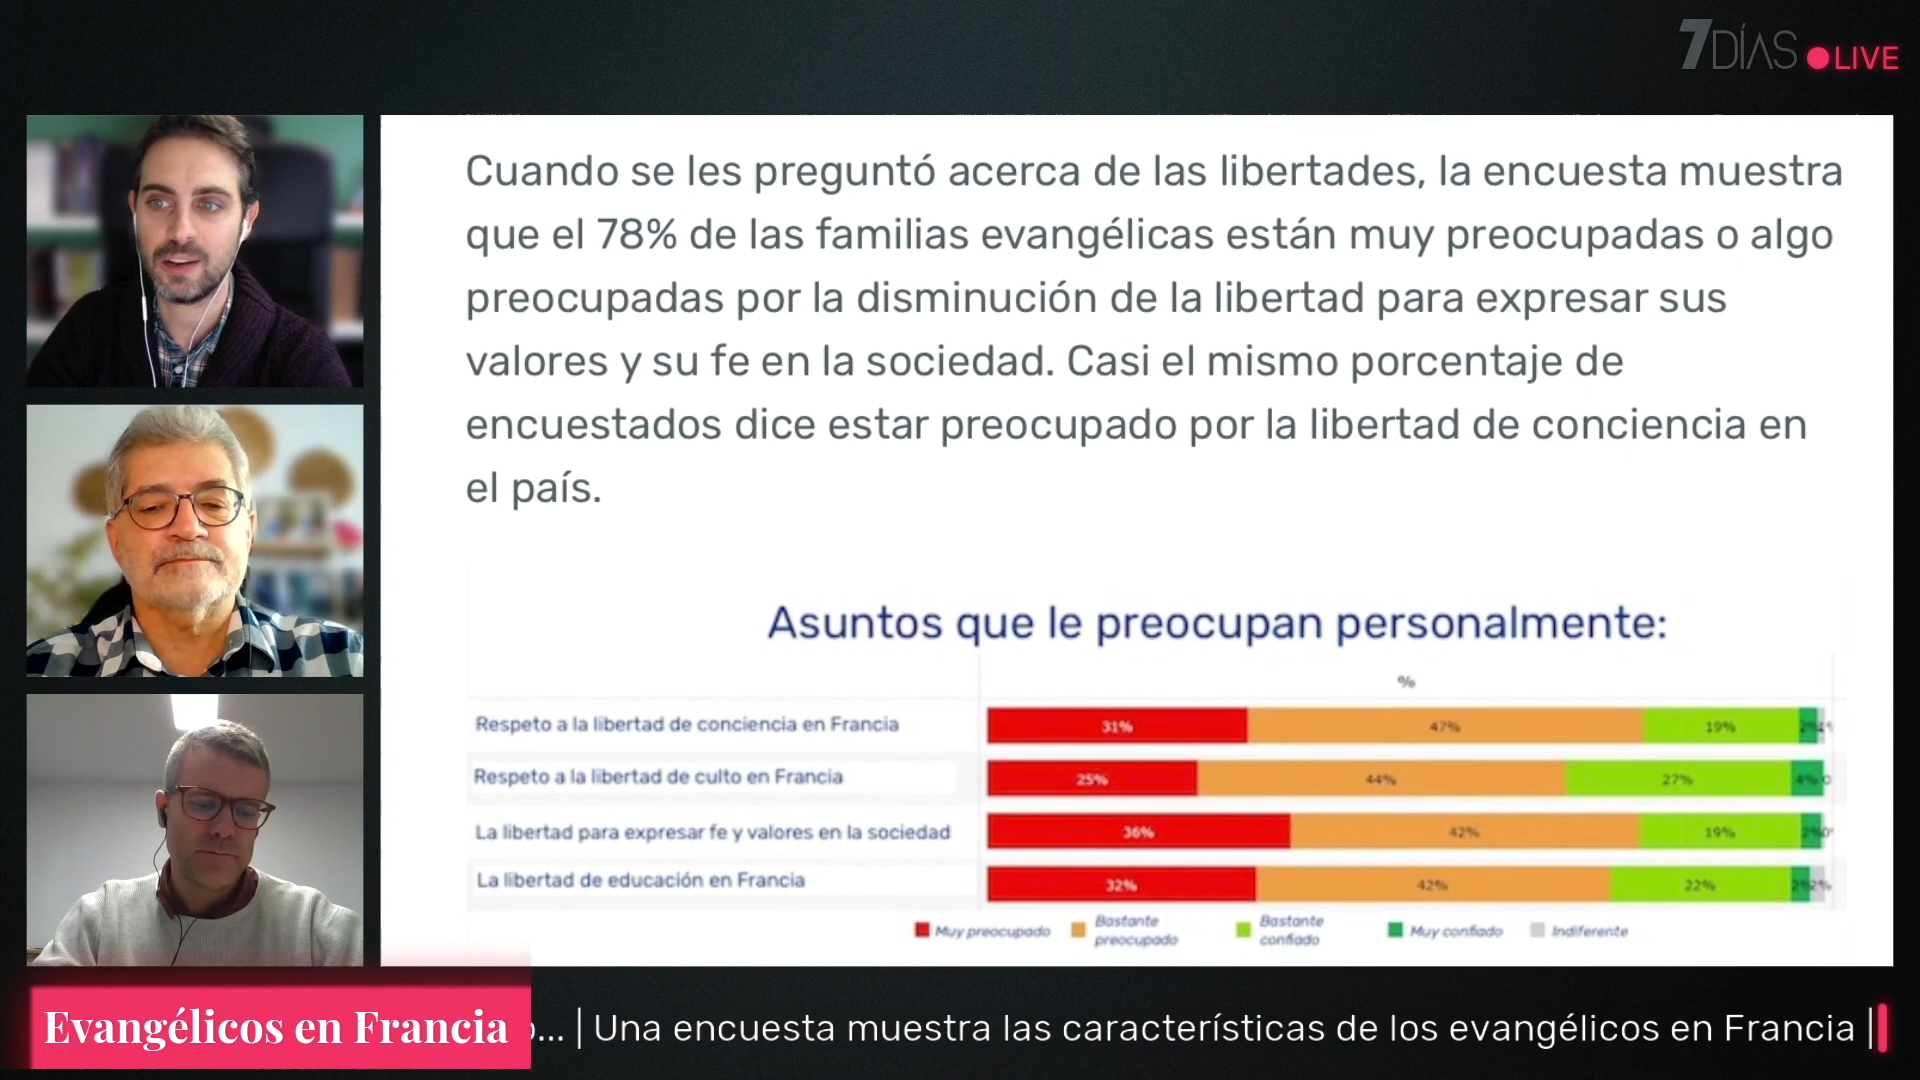 7DÍAS LIVE
Cuando se les preguntó acerca de las libertades, la encuesta muestra
que el 78% de las familias evangélicas están muy preocupadas o algo
preocupadas por la disminución de la libertad para expresar sus
valores y su fe en la sociedad. Casi el mismo porcentaje de
encuestados dice estar preocupado por la libertad de conciencia en
el país.
Asuntos que le preocupan personalmente:
%
Respeto a la libertad de conciencia en Francia 31% 47% 19%
Respeto a la libertad de culto en Francia 25% 44% 27% 4% 0
La libertad para expresar fe y valores en la sociedad 36% 42% 19%
La libertad de educación en Francia 32% 42% 22% 2% 2%
Muy preocupado Bastante preocupado Bastante confiado Muy confiado Indiferente
Evangélicos en Francia
... | Una encuesta muestra las características de los evangélicos en Francia |